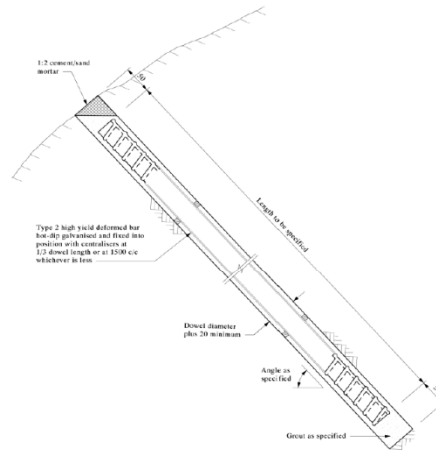 1:2 cement/sand
mortar
50
Length to be specified
Type 2 high yield deformed bar
hot-dip galvanised and fixed into
position with centralisers at
1/3 dowel length or at 1500 c/c
whichever is less
Dowel diameter
plus 20 minimum
Angle as
specified
Grout as specified